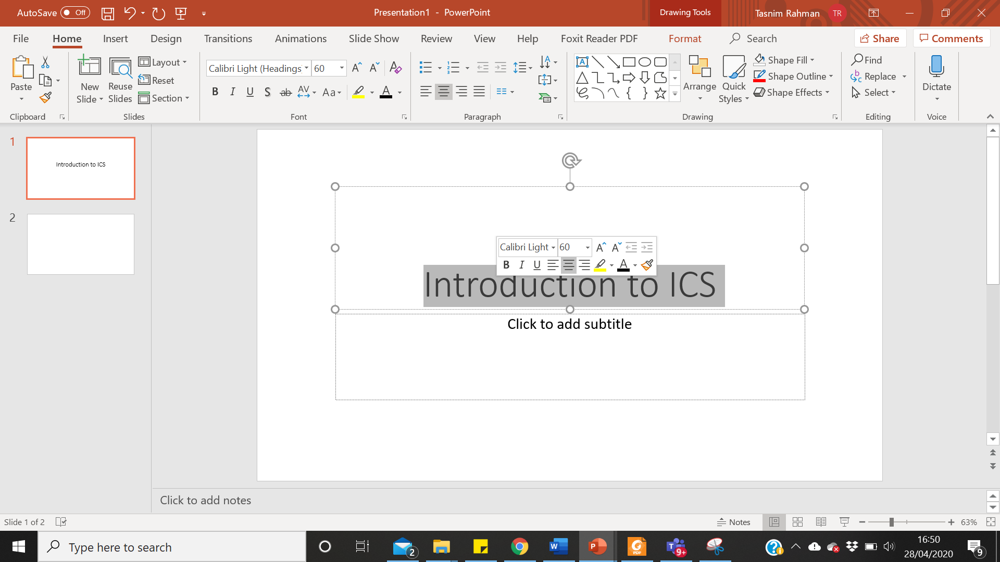 AutoSave Off
Presentation1 - PowerPoint
Drawing Tools
Tasnim Rahman TR
File Home Insert Design Transitions Animations Slide Show Review View Help Foxit Reader PDF Format Search Share Comments
Paste
New Slide
Reuse Slides
Layout
Reset
Section
Calibri Light (Headings) 60
B I U S ab AV Aa A
Arrange
Quick Styles
Shape Fill
Shape Outline
Shape Effects
Find
Replace
Select
Dictate
Clipboard Slides Font Paragraph Drawing Editing Voice
1
Introduction to ICS
2
Calibri Light 60
B I U A
Introduction to ICS
Click to add subtitle
Click to add notes
Slide 1 of 2
Notes
63%
Type here to search
2
9+
16:50
28/04/2020
9